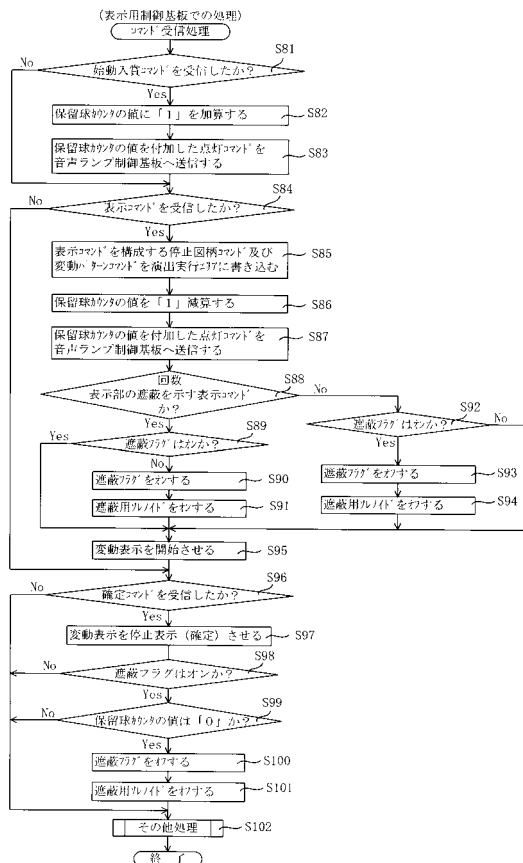 (表示用制御基板での処理)
コマンド受信処理
S81
始動入賞コマンドを受信したか?
No
Yes
保留球カウンタの値に「1」を加算する
S82
保留球カウンタの値を付加した点灯コマンドを
音声ランプ制御基板へ送信する
S83
S84
No
表示コマンドを受信したか?
Yes
表示コマンドを構成する停止図柄コマンド及び
変動パターンコマンドを演出実行エリアに書き込む
S85
保留球カウンタの値を「1」減算する
S86
保留球カウンタの値を付加した点灯コマンドを
音声ランプ制御基板へ送信する
S87
回数
表示部の遮蔽を示す表示コマンド
か?
S88
No
Yes
S89
Yes
遮蔽フラグはオンか?
No
S92
遮蔽フラグはオンか?
No
Yes
遮蔽フラグをオンする
S90
遮蔽用ソレノイドをオンする
S91
遮蔽フラグをオフする
S93
遮蔽用ソレノイドをオフする
S94
変動表示を開始させる
S95
S96
No
確定コマンドを受信したか?
Yes
変動表示を停止表示(確定)させる
S97
S98
No
遮蔽フラグはオンか?
Yes
S99
No
保留球カウンタの値は「0」か?
Yes
遮蔽フラグをオフする
S100
遮蔽用ソレノイドをオフする
S101
その他処理
S102
終 了